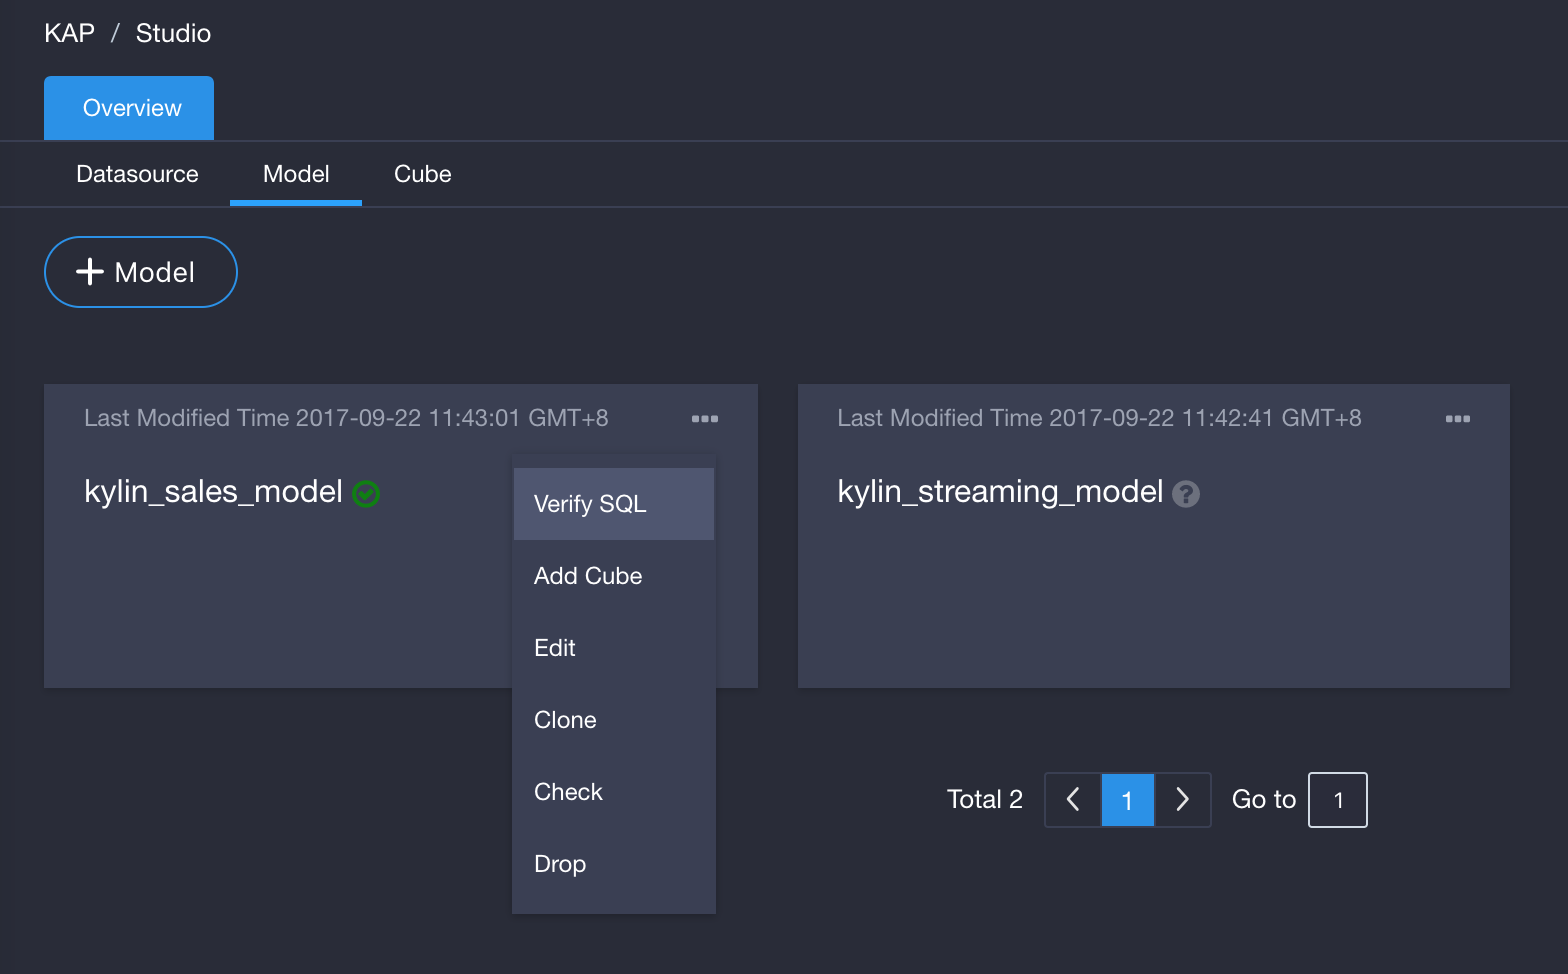 KAP / Studio
Overview
Datasource Model Cube
+ Model
Last Modified Time 2017-09-22 11:43:01 GMT+8
kylin_sales_model
Verify SQL
Add Cube
Edit
Clone
Check
Drop
Last Modified Time 2017-09-22 11:42:41 GMT+8
kylin_streaming_model ?
Total 2 < 1 > Go to 1